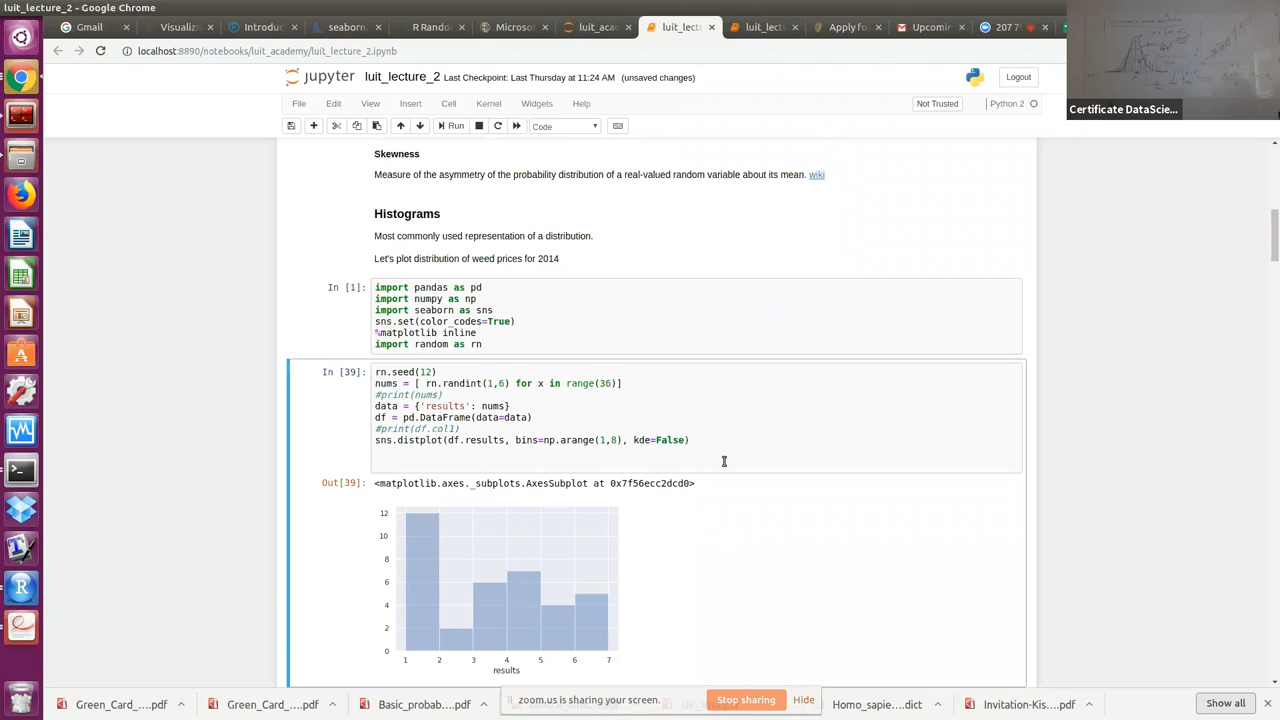 luit_lecture_2 - Google Chrome
Gmail
Visualiz
Introduc
seaborn
R Random
Microsof
luit_aca
luit_lect
luit_lect
Apply fo
Upcomin
207 7
localhost:8890/notebooks/luit_academy/luit_lecture_2.ipynb
Certificate DataScie...
jupyter luit_lecture_2 Last Checkpoint: Last Thursday at 11:24 AM (unsaved changes)
Logout
File Edit View Insert Cell Kernel Widgets Help
Not Trusted
Python 2
Run
Code
Skewness
Measure of the asymmetry of the probability distribution of a real-valued random variable about its mean. wiki
Histograms
Most commonly used representation of a distribution.
Let's plot distribution of weed prices for 2014
In [1]:
import pandas as pd
import numpy as np
import seaborn as sns
sns.set(color_codes=True)
%matplotlib inline
import random as rn
In [39]:
rn.seed(12)
nums = [ rn.randint(1,6) for x in range(36)]
#print(nums)
data = {'results': nums}
df = pd.DataFrame(data=data)
#print(df.col1)
sns.distplot(df.results, bins=np.arange(1,8), kde=False)
Out[39]:
<matplotlib.axes._subplots.AxesSubplot at 0x7f56ecc2dcd0>
12
10
8
6
4
2
0
1 2 3 4 5 6 7
results
Green_Card_....pdf
Green_Card_....pdf
Basic_probab....pdf
zoom.us is sharing your screen.
Stop sharing
Hide
Homo_sapie....dict
Invitation-Kis....pdf
Show all